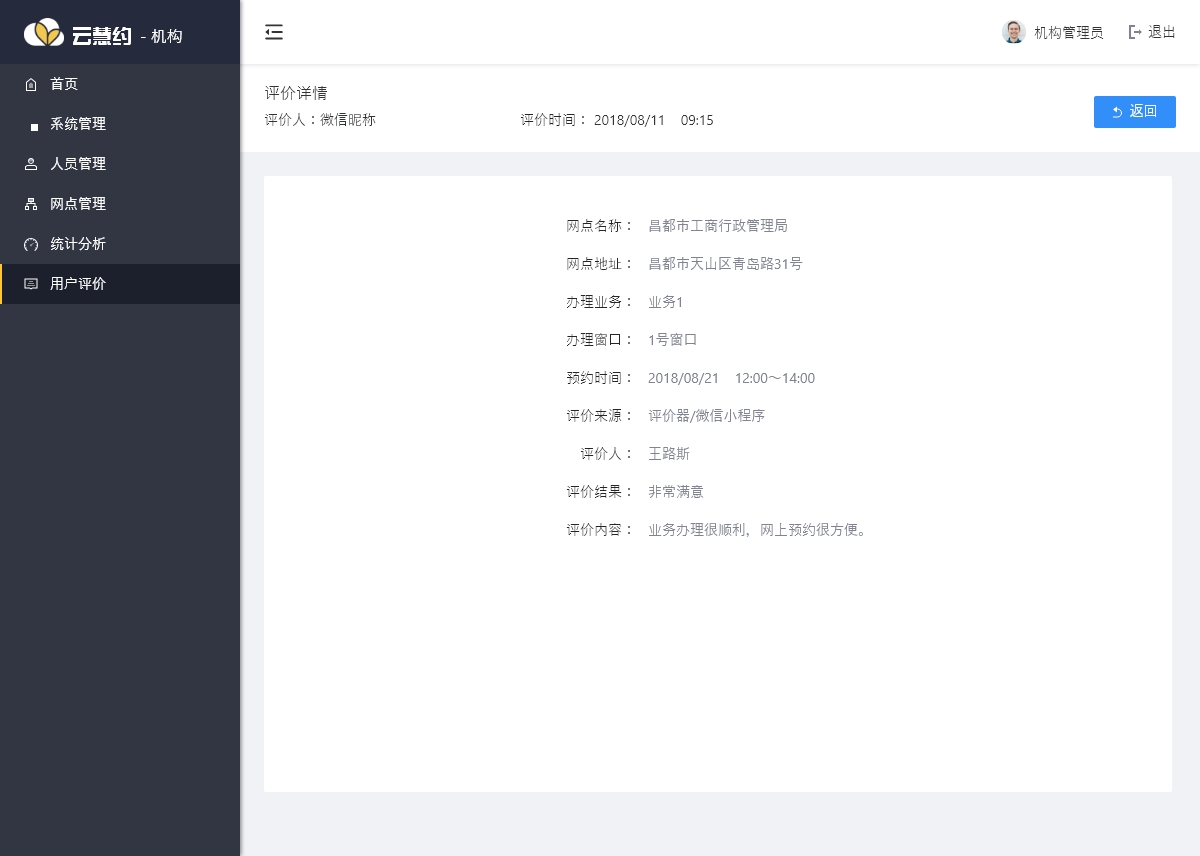 云慧约 - 机构
机构管理员 退出
首页
系统管理
人员管理
网点管理
统计分析
用户评价
评价详情
评价人：微信昵称 评价时间： 2018/08/11 09:15
返回
网点名称： 昌都市工商行政管理局
网点地址： 昌都市天山区青岛路31号
办理业务： 业务1
办理窗口： 1号窗口
预约时间： 2018/08/21 12:00～14:00
评价来源： 评价器/微信小程序
评价人： 王路斯
评价结果： 非常满意
评价内容： 业务办理很顺利，网上预约很方便。